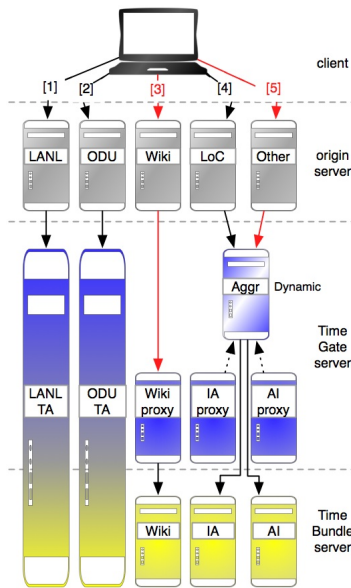 client
[1]
[2]
[3]
[4]
[5]
LANL
ODU
Wiki
LoC
Other
origin
server
Aggr
Dynamic
Time
Gate
server
LANL
TA
ODU
TA
Wiki
proxy
IA
proxy
AI
proxy
Wiki
IA
AI
Time
Bundle
server